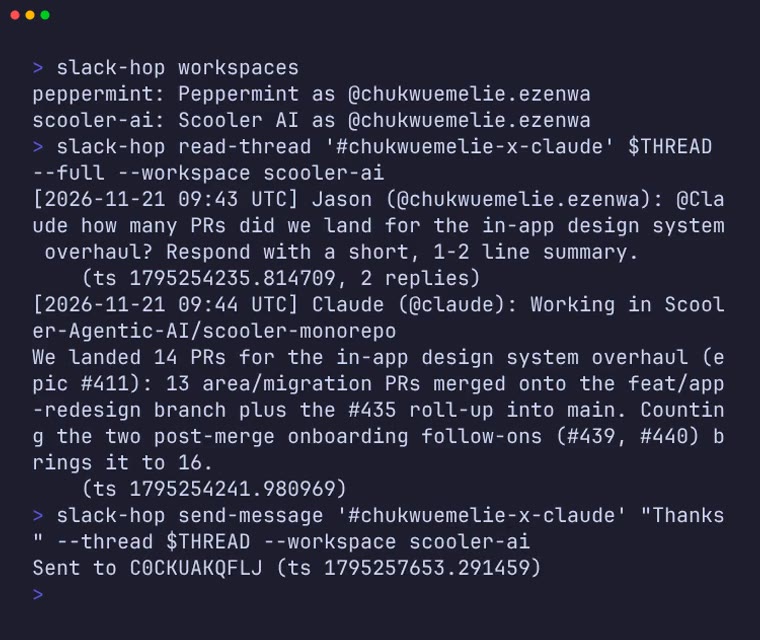 > slack-hop workspaces
peppermint: Peppermint as @chukwuemelie.ezenwa
scooler-ai: Scooler AI as @chukwuemelie.ezenwa
> slack-hop read-thread '#chukwuemelie-x-claude' $THREAD
--full --workspace scooler-ai
[2026-11-21 09:43 UTC] Jason (@chukwuemelie.ezenwa): @Cla
ude how many PRs did we land for the in-app design system
 overhaul? Respond with a short, 1-2 line summary.
    (ts 1795254235.814709, 2 replies)
[2026-11-21 09:44 UTC] Claude (@claude): Working in Scool
er-Agentic-AI/scooler-monorepo
We landed 14 PRs for the in-app design system overhaul (e
pic #411): 13 area/migration PRs merged onto the feat/app
-redesign branch plus the #435 roll-up into main. Countin
g the two post-merge onboarding follow-ons (#439, #440) b
rings it to 16.
    (ts 1795254241.980969)
> slack-hop send-message '#chukwuemelie-x-claude' "Thanks
" --thread $THREAD --workspace scooler-ai
Sent to C0CKUAKQFLJ (ts 1795257653.291459)
>